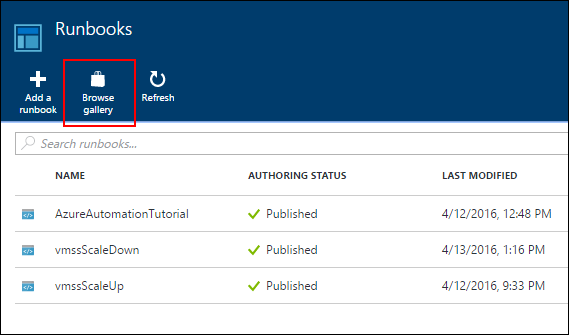 Runbooks
Add a runbook
Browse gallery
Refresh
Search runbooks...
NAME AUTHORING STATUS LAST MODIFIED
AzureAutomationTutorial Published 4/12/2016, 12:48 PM
vmssScaleDown Published 4/13/2016, 1:16 PM
vmssScaleUp Published 4/12/2016, 9:33 PM